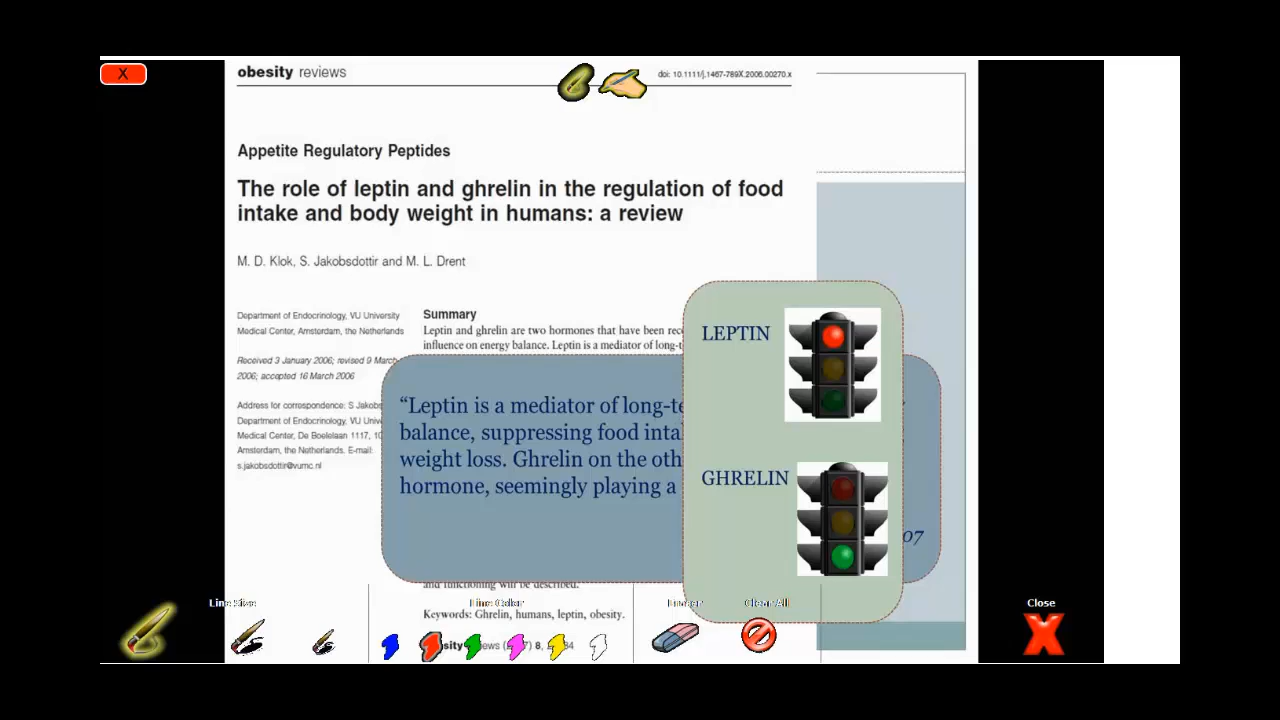 X
obesity reviews
doi: 10.1111/j.1467-789X.2006.00270.x
Appetite Regulatory Peptides
The role of leptin and ghrelin in the regulation of food
intake and body weight in humans: a review
M. D. Klok, S. Jakobsdottir and M. L. Drent
Department of Endocrinology, VU University
Medical Center, Amsterdam, the Netherlands
Received 3 January 2006; revised 9 March
2006; accepted 16 March 2006
Address for correspondence: S Jakobs
Department of Endocrinology, VU
Medical Center, De Boelelaan 1117,
Amsterdam, the Netherlands. E-mail:
s.jakobsdottir@vumc.nl
Summary
Leptin and ghrelin are two hormones that have been
influence on energy balance. Leptin is a mediator of long-
“Leptin is a mediator of long-te
balance, suppressing food
weight loss. Ghrelin on the
hormone, seemingly playing a
07
LEPTIN
GHRELIN
and functioning will be described.
Keywords: Ghrelin, humans, leptin, obesity.
Line Size
Line Color
Eraser
Clear All
Close